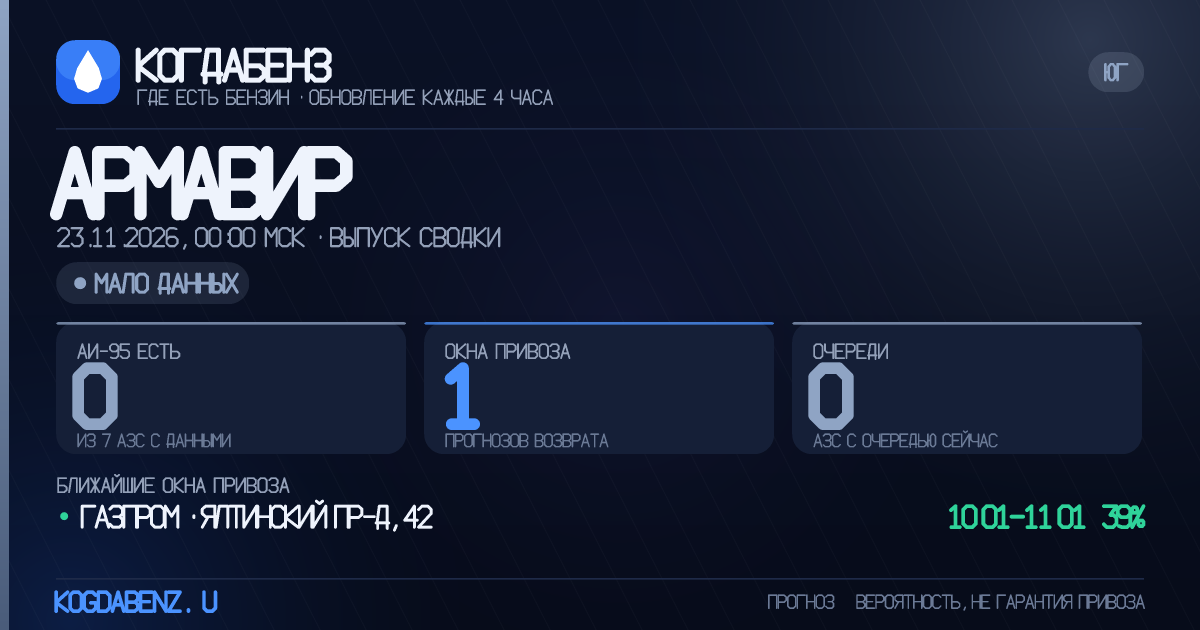 КОГДАБЕНЗ
ГДЕ ЕСТЬ БЕНЗИН · ОБНОВЛЕНИЕ КАЖДЫЕ 4 ЧАСА
ЮГ
АРМАВИР
23.11.2026, 00:00 МСК · ВЫПУСК СВОДКИ
МАЛО ДАННЫХ
АИ-95 ЕСТЬ
0
ИЗ 7 АЗС С ДАННЫМИ
ОКНА ПРИВОЗА
1
ПРОГНОЗОВ ВОЗВРАТА
ОЧЕРЕДИ
0
АЗС С ОЧЕРЕДЬЮ СЕЙЧАС
БЛИЖАЙШИЕ ОКНА ПРИВОЗА
• ГАЗПРОМ · ЯЛТИНСКИЙ ПР-Д, 42
10 01-11 01 39%
KOGDABENZ. U
ПРОГНОЗ ВЕРОЯТНОСТЬ, НЕ ГАРАНТИЯ ПРИВОЗА